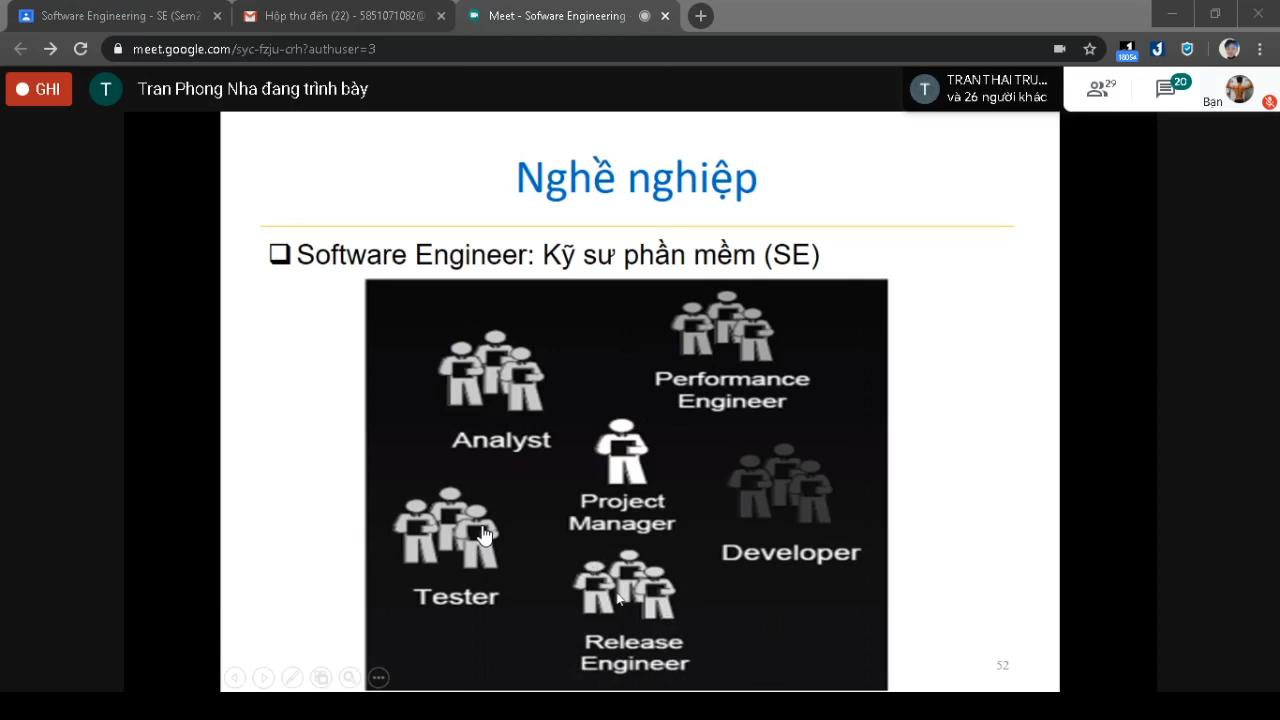 Software Engineering - SE (Sem2
Hộp thư đến (22) - 5851071082@
Meet - Sofware Engineering -
meet.google.com/syc-fzju-crh?authuser=3
18054
GHI
T
Tran Phong Nha đang trình bày
T
TRAN THAI TRU...
và 26 người khác
29
20
Bạn
Nghề nghiệp
Software Engineer: Kỹ sư phần mềm (SE)
Performance
Engineer
Analyst
Project
Manager
Developer
Tester
Release
Engineer
52